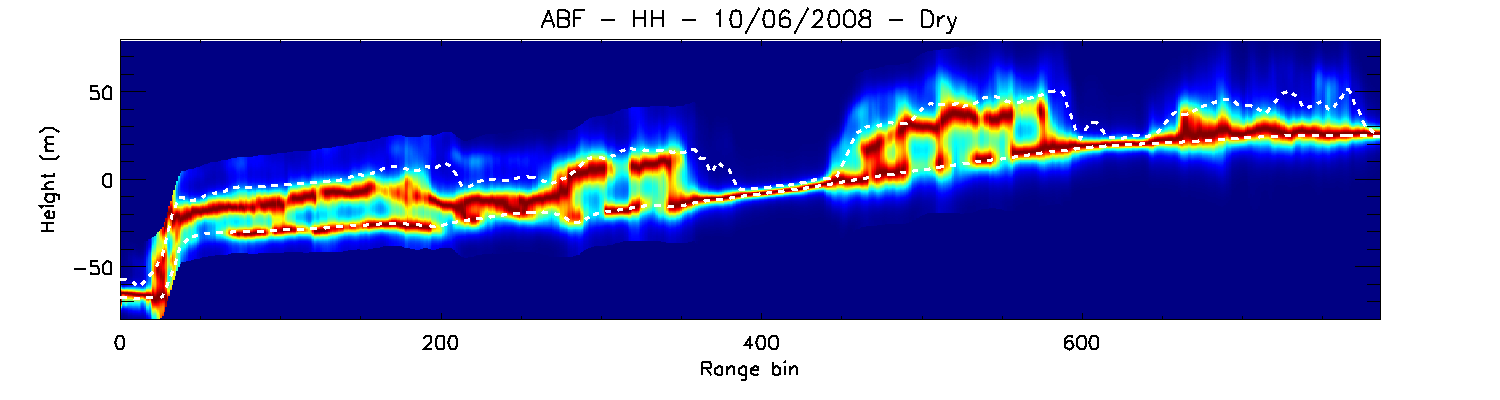 ABF - HH - 10/06/2008 - Dry
50
0
-50
Height (m)
0 200 400 600
Range bin